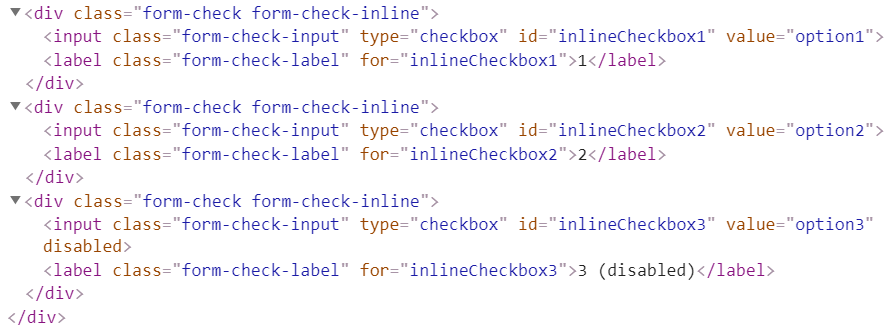 ▼<div class="form-check form-check-inline">
<input class="form-check-input" type="checkbox" id="inlineCheckbox1" value="option1">
<label class="form-check-label" for="inlineCheckbox1">1</label>
</div>
▼<div class="form-check form-check-inline">
<input class="form-check-input" type="checkbox" id="inlineCheckbox2" value="option2">
<label class="form-check-label" for="inlineCheckbox2">2</label>
</div>
▼<div class="form-check form-check-inline">
<input class="form-check-input" type="checkbox" id="inlineCheckbox3" value="option3"
disabled>
<label class="form-check-label" for="inlineCheckbox3">3 (disabled)</label>
</div>
</div>